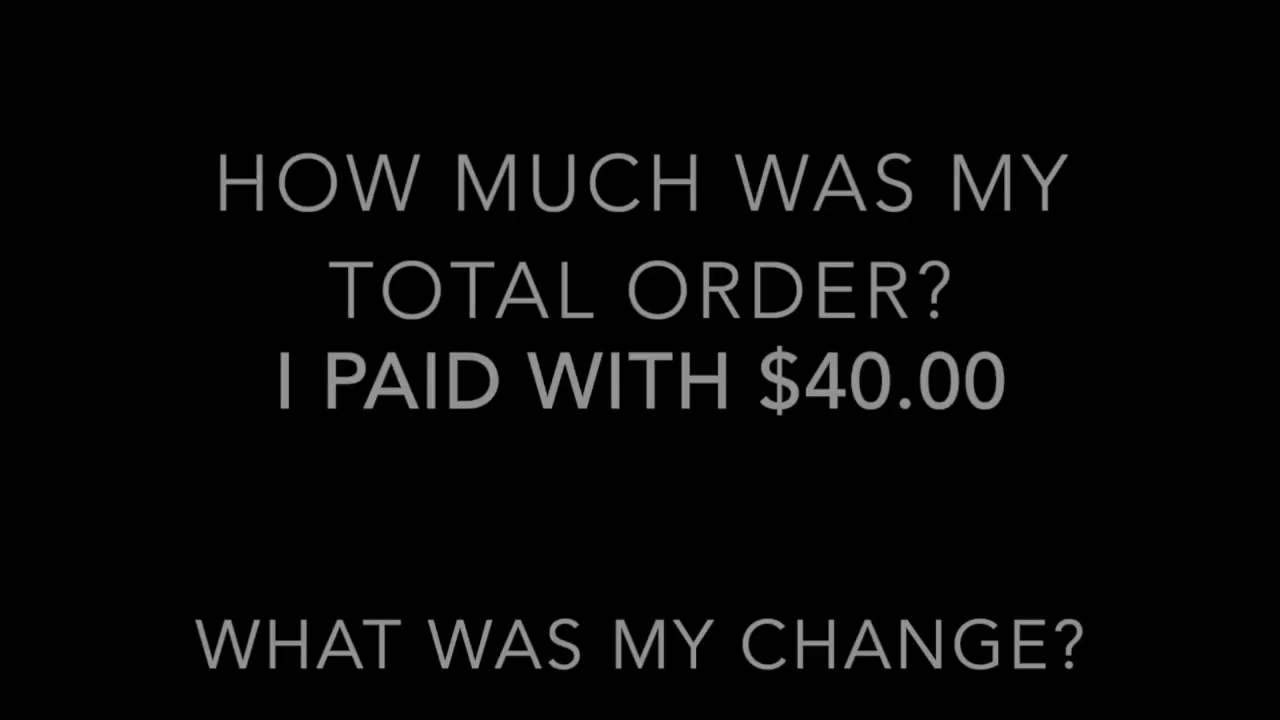 HOW MUCH WAS MY
TOTAL ORDER?
I PAID WITH $40.00
WHAT WAS MY CHANGE?